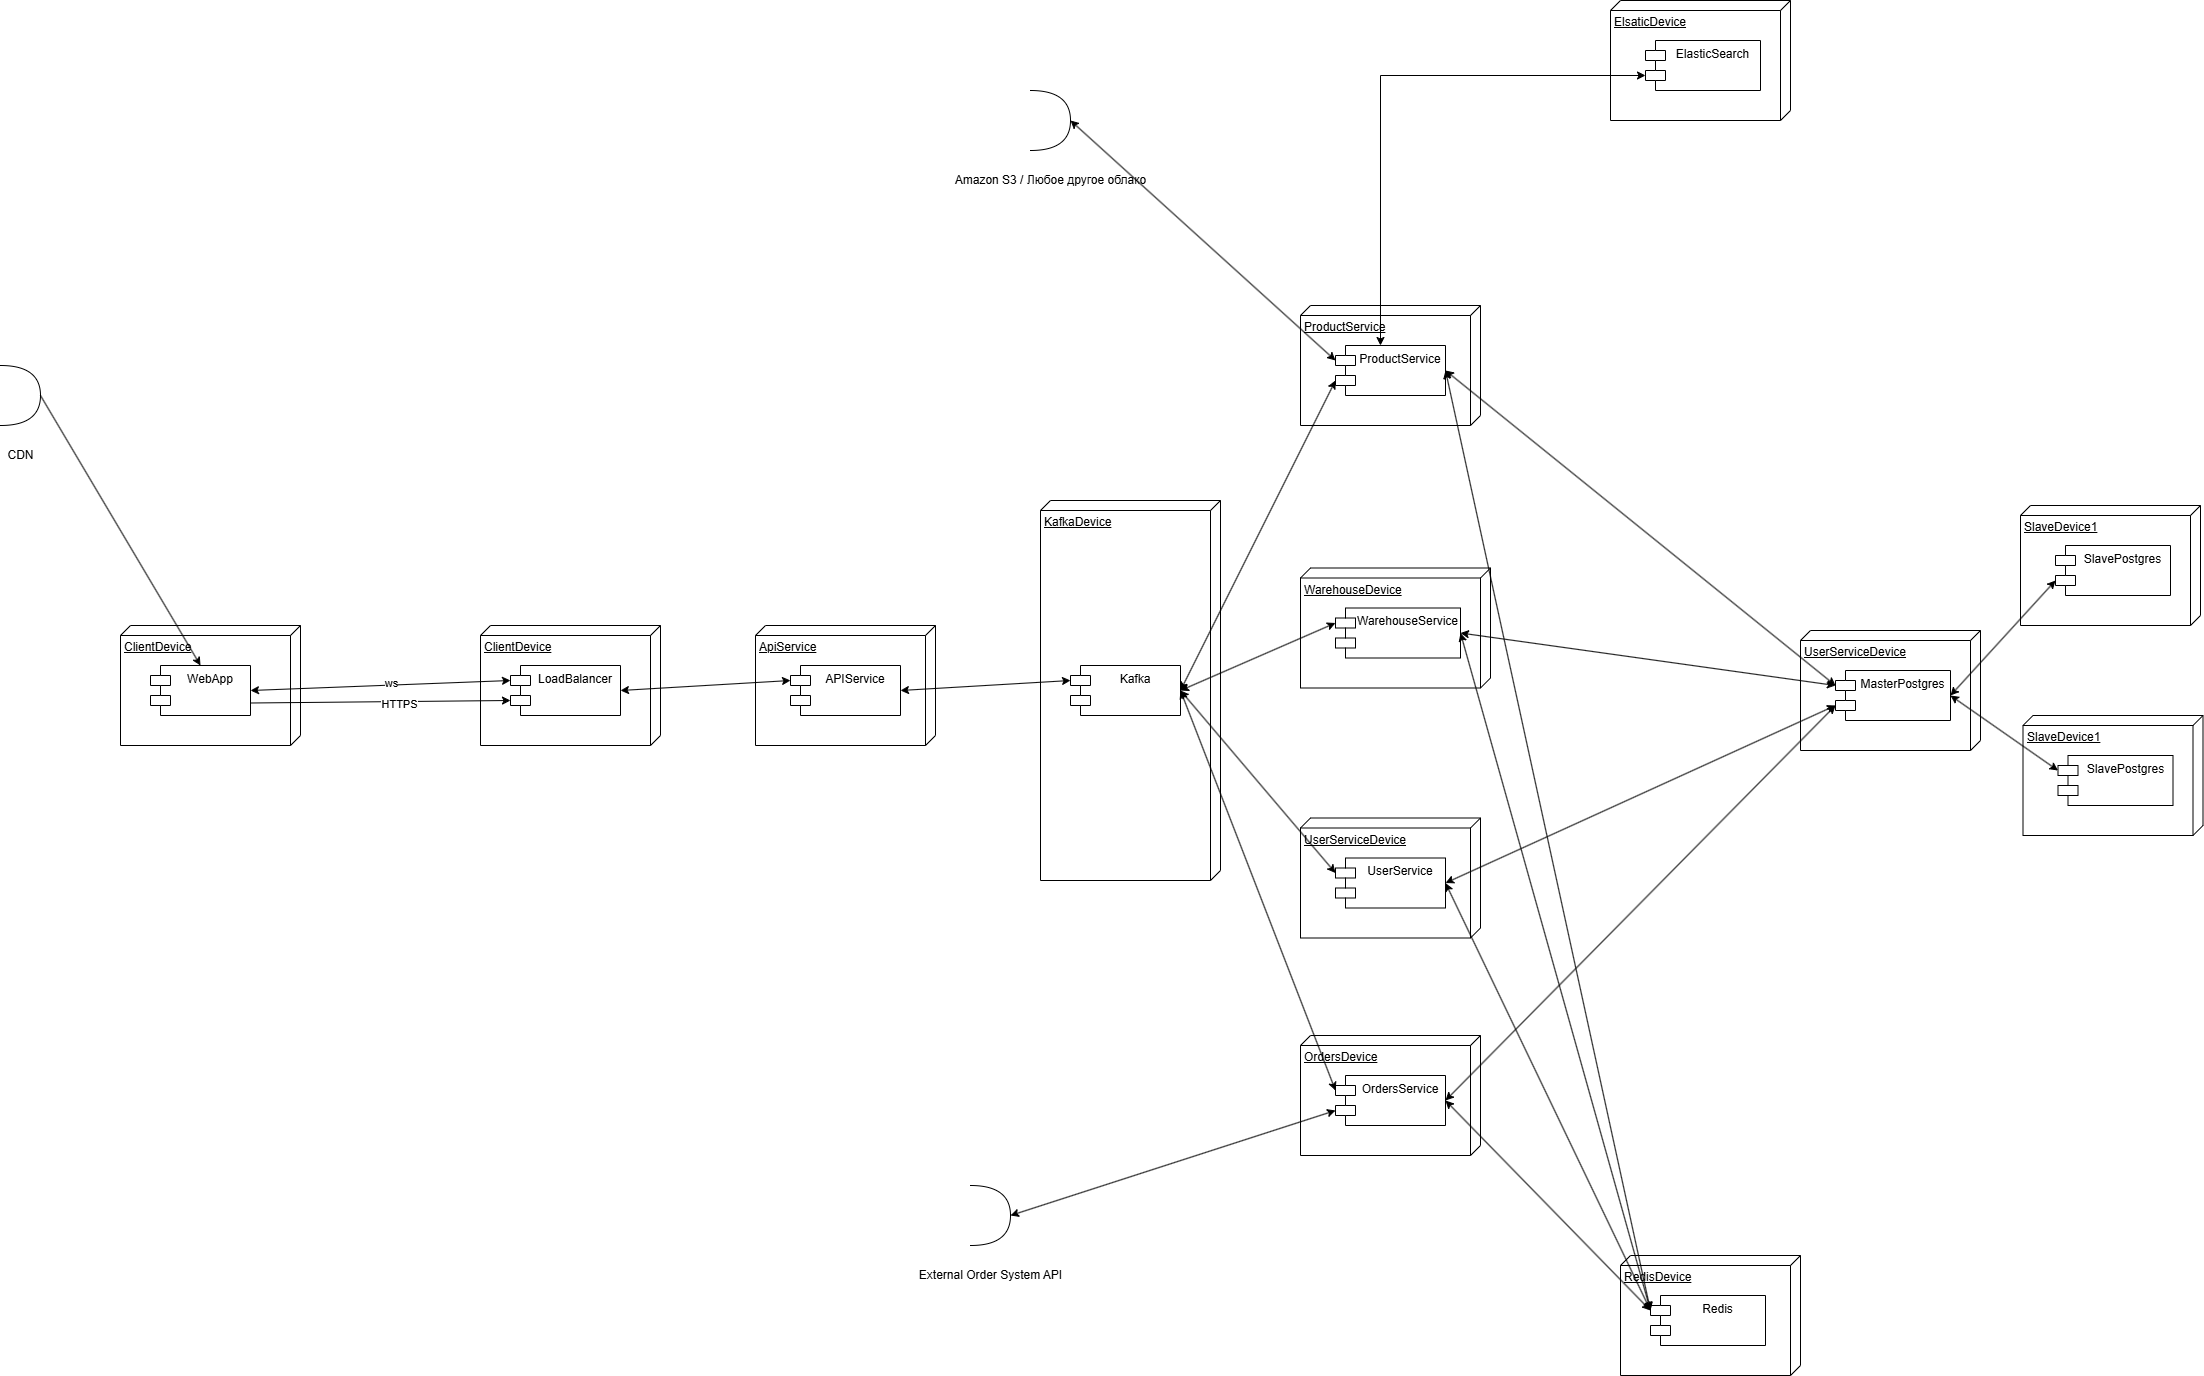 ElsaticDevice
ElasticSearch
Amazon S3 / Любое другое облако
ProductService
ProductService
CDN
KafkaDevice
Kafka
SlaveDevice1
SlavePostgres
WarehouseDevice
WarehouseService
ClientDevice
WebApp
ws
HTTPS
ClientDevice
LoadBalancer
ApiService
APIService
UserServiceDevice
MasterPostgres
SlaveDevice1
SlavePostgres
UserServiceDevice
UserService
OrdersDevice
OrdersService
External Order System API
RedisDevice
Redis